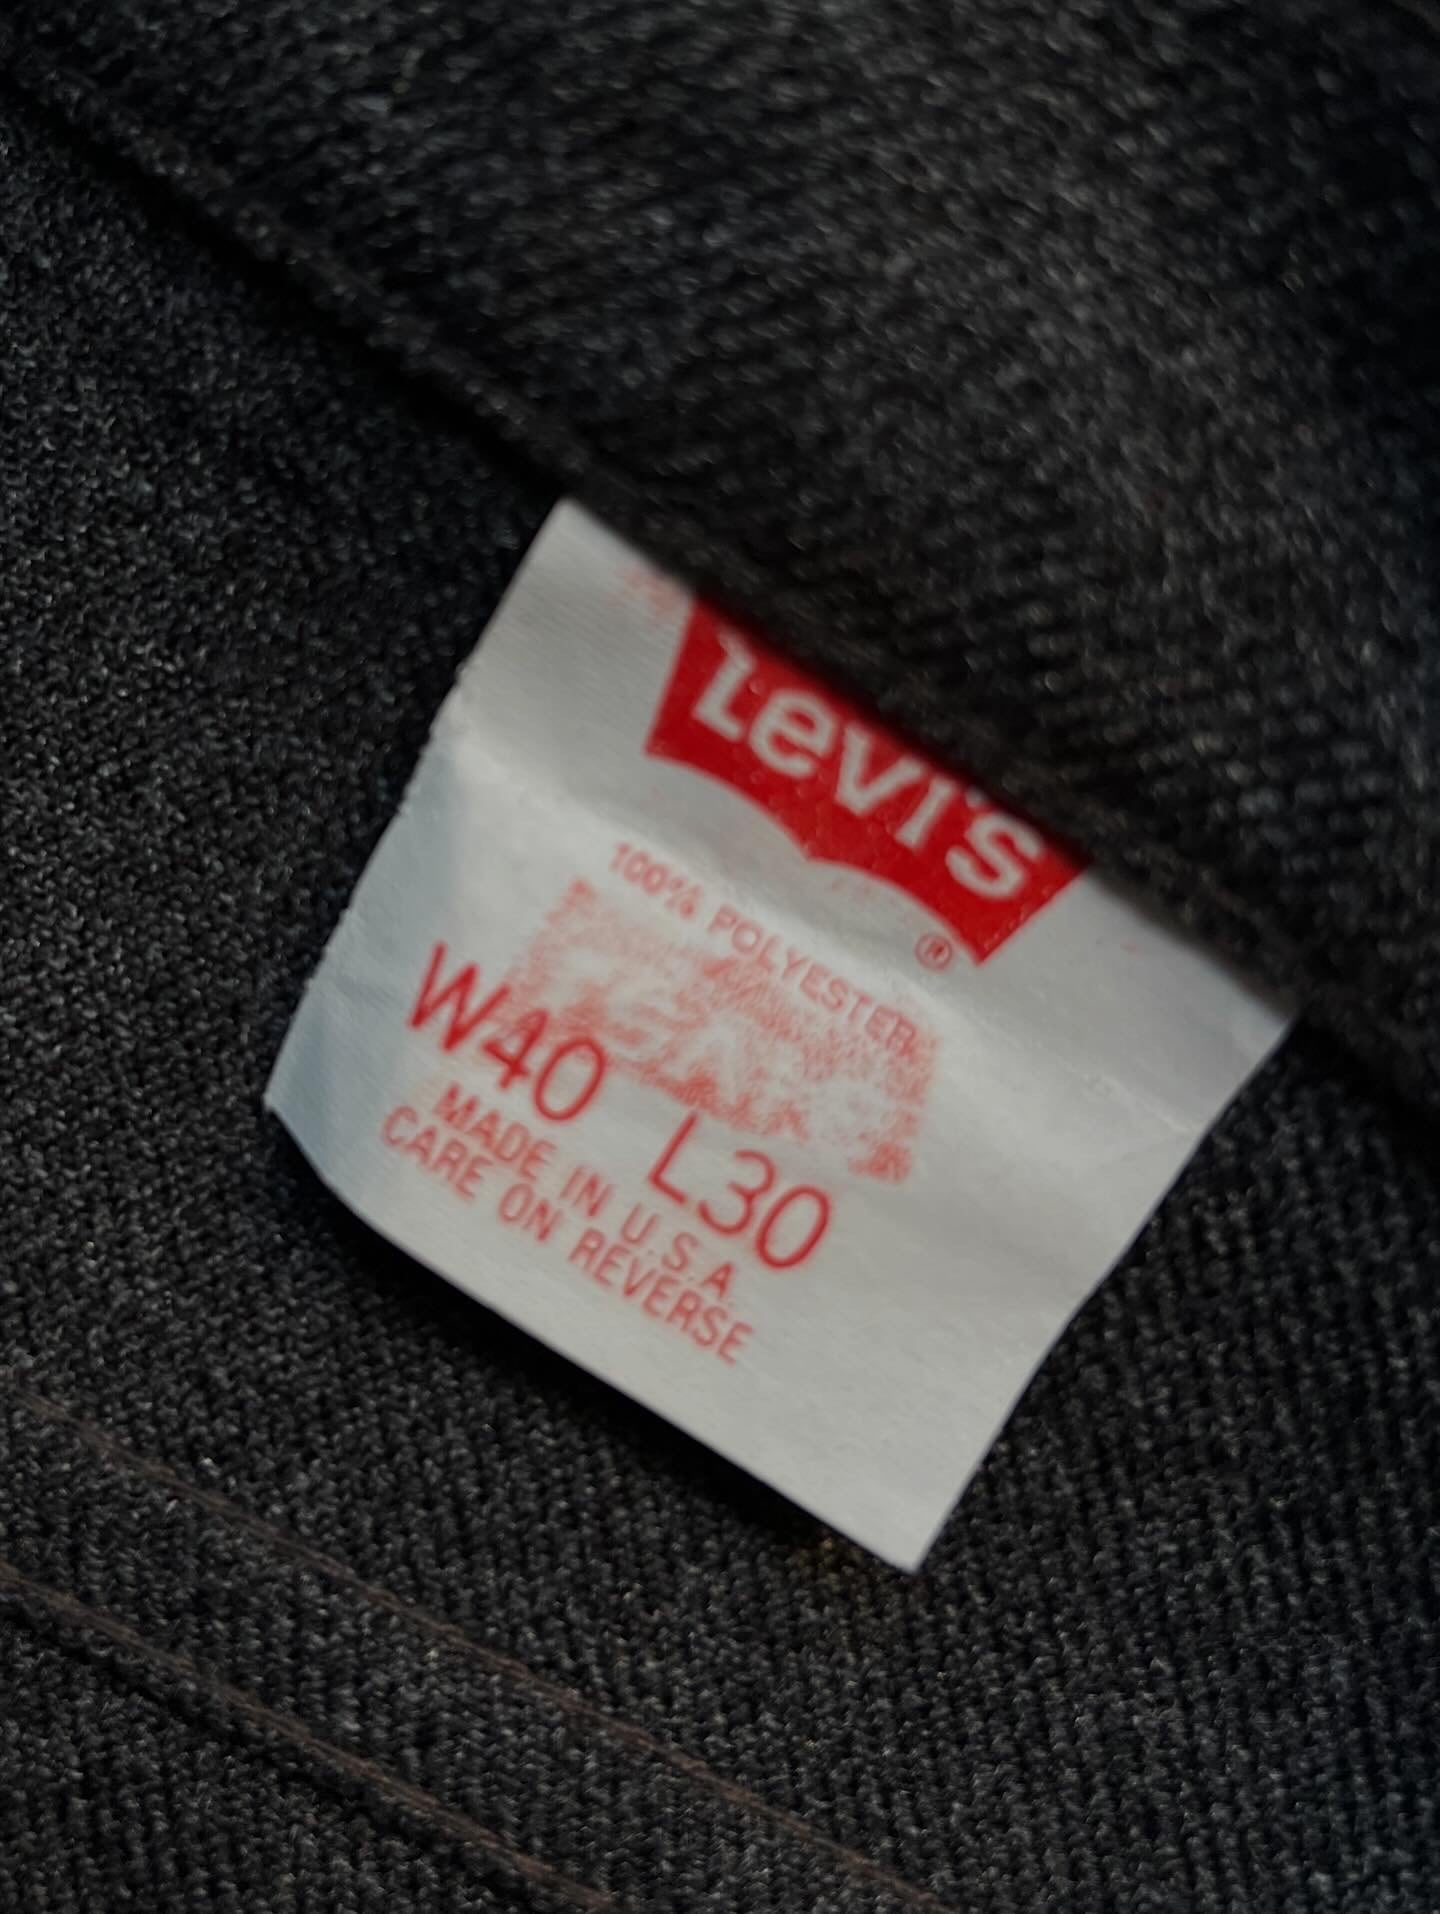 Levi's
®
100% POLYESTER
W40 L30
MADE IN U.S.A.
CARE ON REVERSE